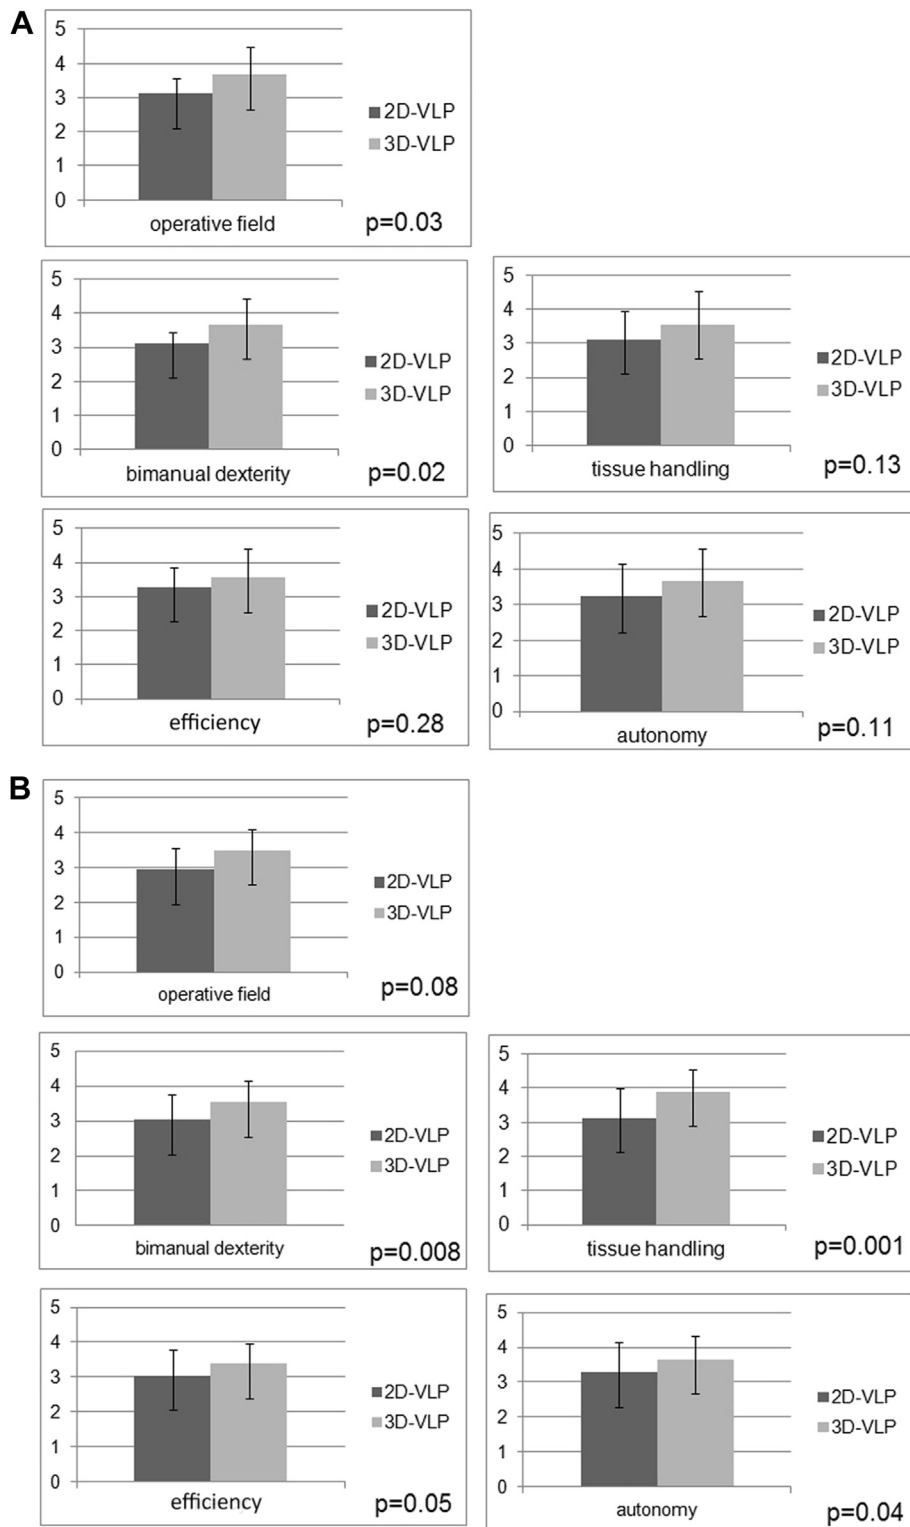 A
5
4
3
2
1
0
2D-VLP
3D-VLP
operative field
p=0.03
5
4
3
2
1
0
2D-VLP
3D-VLP
bimanual dexterity
p=0.02
5
4
3
2
1
0
2D-VLP
3D-VLP
tissue handling
p=0.13
5
4
3
2
1
0
2D-VLP
3D-VLP
efficiency
p=0.28
5
4
3
2
1
0
2D-VLP
3D-VLP
autonomy
p=0.11
B
5
4
3
2
1
0
2D-VLP
3D-VLP
operative field
p=0.08
5
4
3
2
1
0
2D-VLP
3D-VLP
bimanual dexterity
p=0.008
5
4
3
2
1
0
2D-VLP
3D-VLP
tissue handling
p=0.001
5
4
3
2
1
0
2D-VLP
3D-VLP
efficiency
p=0.05
5
4
3
2
1
0
2D-VLP
3D-VLP
autonomy
p=0.04